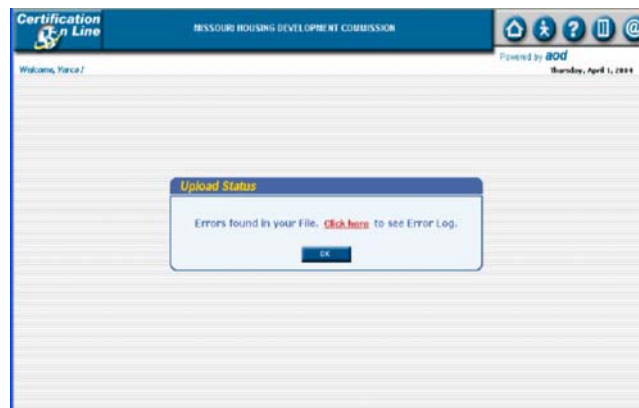 Certification
On Line
MISSOURI HOUSING DEVELOPMENT COMMISSION
?
@
Powered by aod
Welcome, Yarca!
Thursday, April 1, 2004
Upload Status
Errors found in your File. Click here to see Error Log.
OK